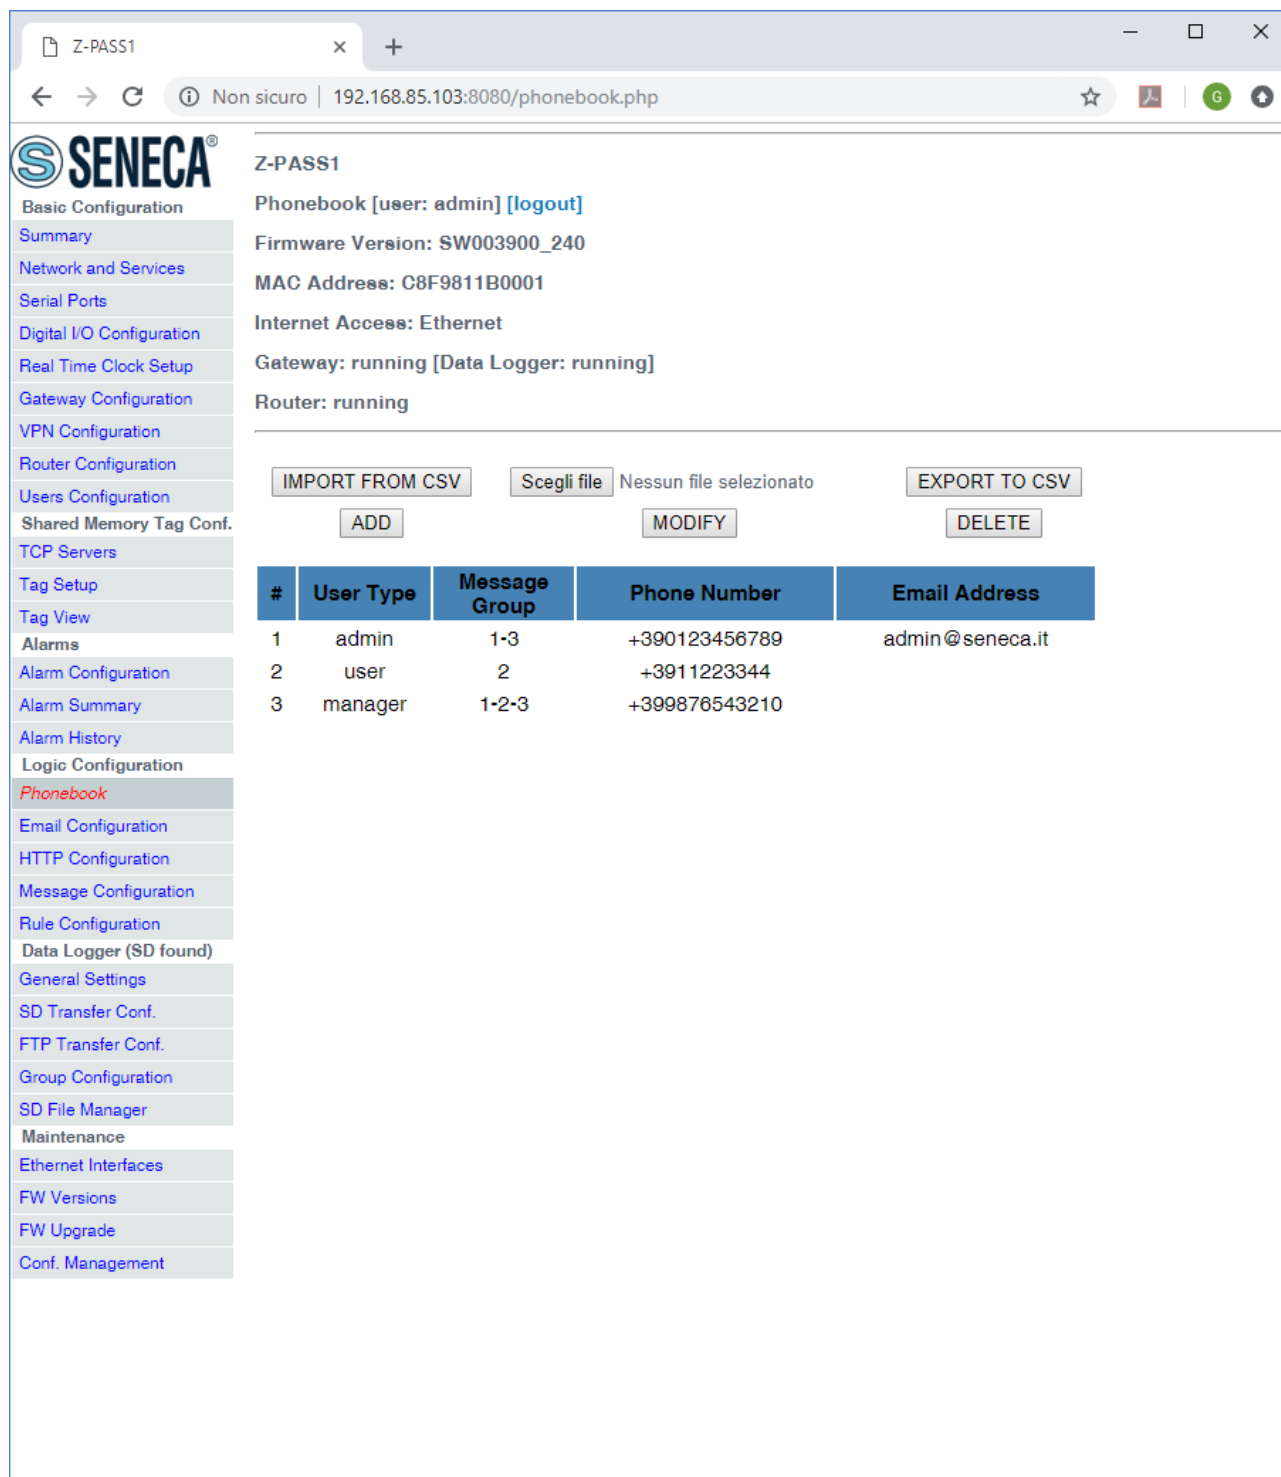 Z-PASS1
Non sicuro | 192.168.85.103:8080/phonebook.php
G
S SENECA®
Basic Configuration
Summary
Network and Services
Serial Ports
Digital I/O Configuration
Real Time Clock Setup
Gateway Configuration
VPN Configuration
Router Configuration
Users Configuration
Shared Memory Tag Conf.
TCP Servers
Tag Setup
Tag View
Alarms
Alarm Configuration
Alarm Summary
Alarm History
Logic Configuration
Phonebook
Email Configuration
HTTP Configuration
Message Configuration
Rule Configuration
Data Logger (SD found)
General Settings
SD Transfer Conf.
FTP Transfer Conf.
Group Configuration
SD File Manager
Maintenance
Ethernet Interfaces
FW Versions
FW Upgrade
Conf. Management
Z-PASS1
Phonebook [user: admin] [logout]
Firmware Version: SW003900_240
MAC Address: C8F9811B0001
Internet Access: Ethernet
Gateway: running [Data Logger: running]
Router: running
IMPORT FROM CSV Scegli file Nessun file selezionato EXPORT TO CSV
ADD MODIFY DELETE
# User Type Message Group Phone Number Email Address
1 admin 1-3 +390123456789 admin@seneca.it
2 user 2 +3911223344
3 manager 1-2-3 +399876543210